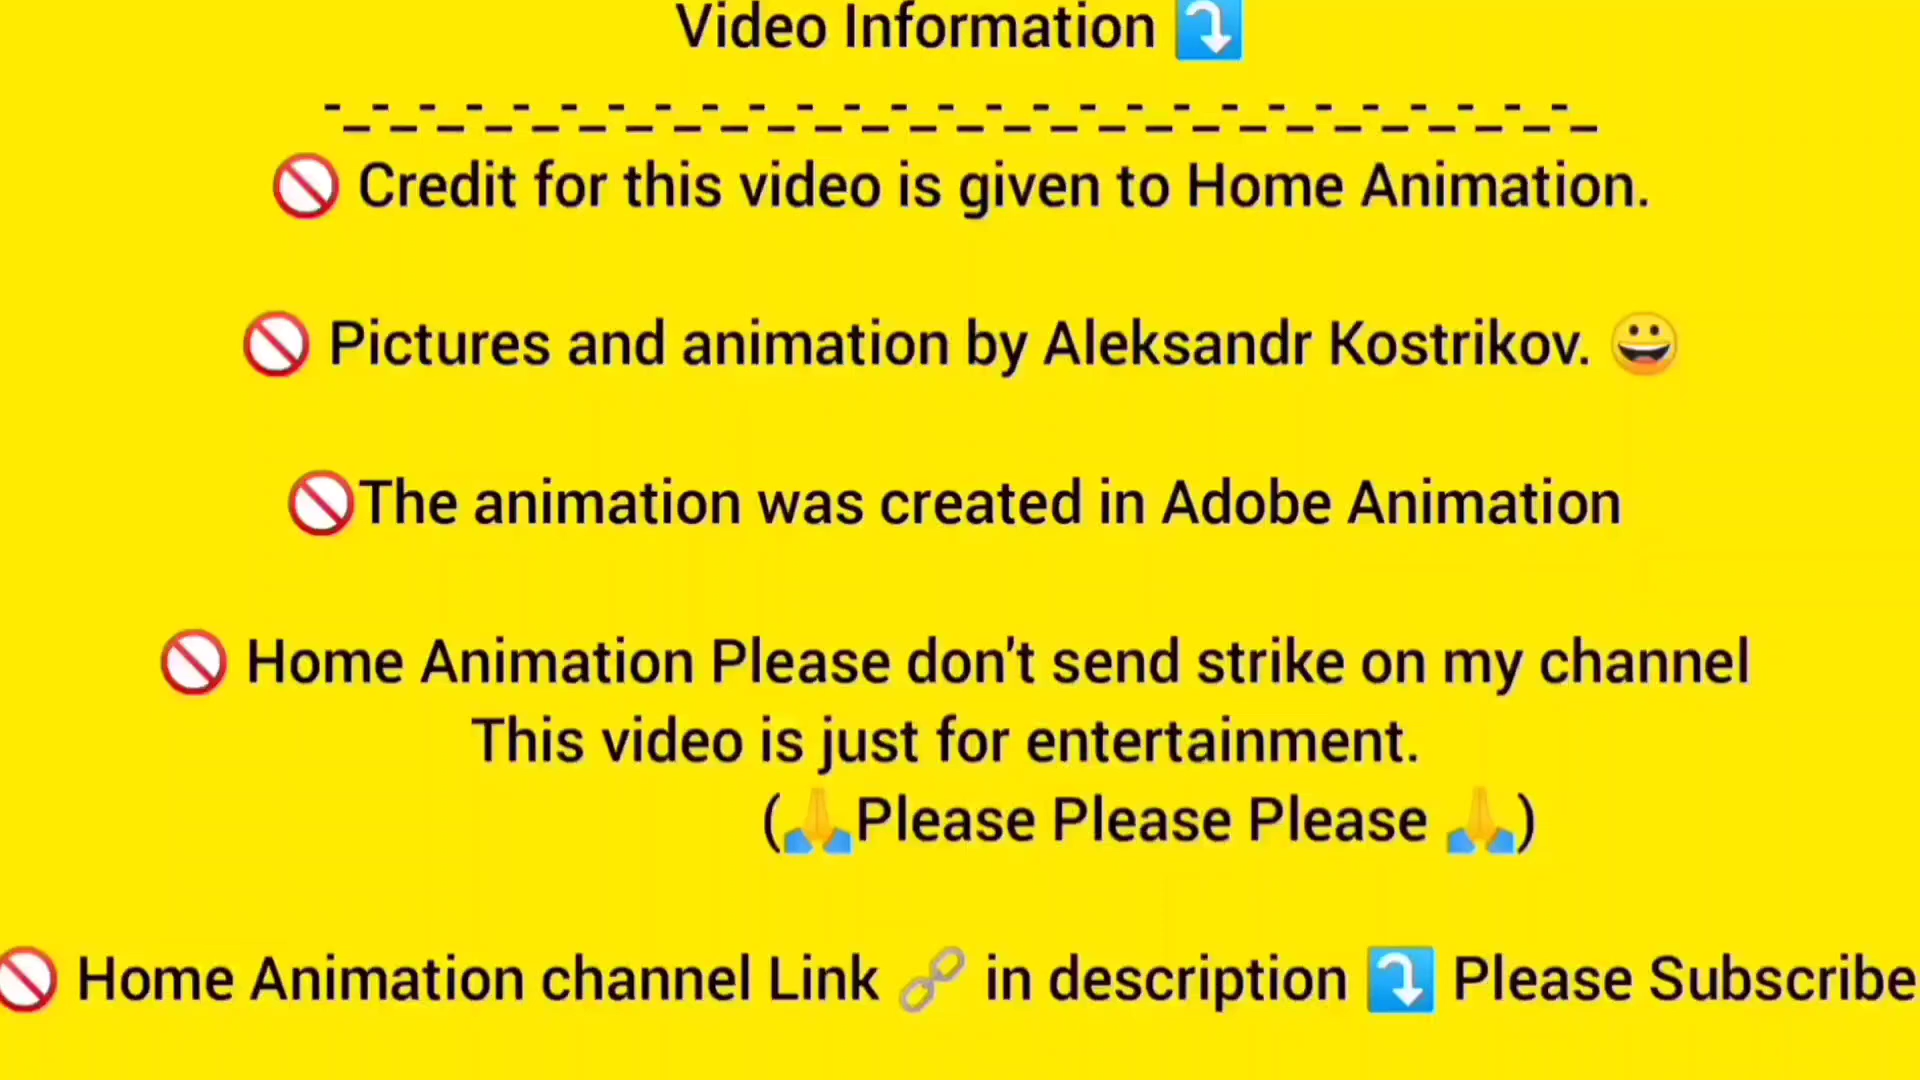 Video Information ⤵️
-_-_-_-_-_-_-_-_-_-_-_-_-_-_-_-_-_-_-_-_-_-_-_-_-_-_-_
🚫 Credit for this video is given to Home Animation.
🚫 Pictures and animation by Aleksandr Kostrikov. 😀
🚫The animation was created in Adobe Animation
🚫 Home Animation Please don't send strike on my channel
This video is just for entertainment.
(🙏Please Please Please 🙏)
🚫 Home Animation channel Link 🔗 in description ⤵️ Please Subscribe